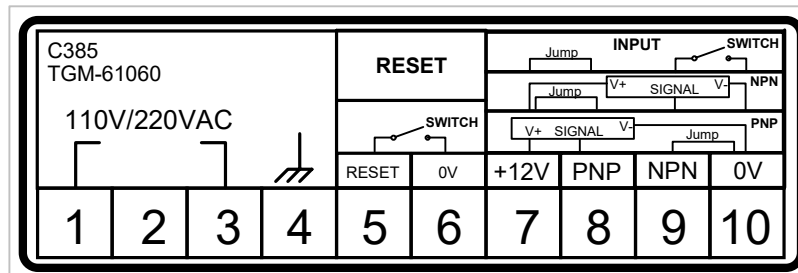 C385
TGM-61060
110V/220VAC
RESET
SWITCH
RESET 0V
Jump INPUT SWITCH
Jump V+ SIGNAL V- NPN
V+ SIGNAL V- Jump PNP
+12V PNP NPN 0V
1 2 3 4 5 6 7 8 9 10